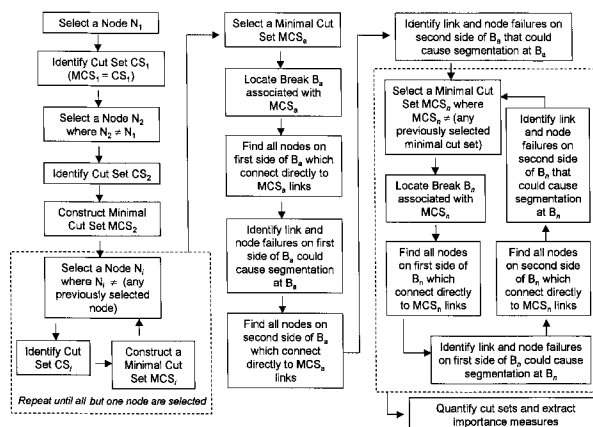 Select a Node N1
Identify Cut Set CS1
(MCS1 = CS1)
Select a Node N2
where N2 ≠ N1
Identify Cut Set CS2
Construct Minimal
Cut Set MCS2
Select a Node Ni
where Ni ≠ (any
previously selected
node)
Identify Cut
Set CSi
Construct a
Minimal Cut
Set MCSi
Repeat until all but one node are selected
Select a Minimal Cut
Set MCSa
Locate Break Ba
associated with
MCSa
Find all nodes on
first side of Ba which
connect directly to
MCSa links
Identify link and
node failures on first
side of Ba could
cause segmentation
at Ba
Find all nodes on
second side of Ba
which connect
directly to MCSa
links
Identify link and node failures on
second side of Ba that could
cause segmentation at Ba
Select a Minimal Cut
Set MCSn where
MCSn ≠ (any
previously selected
minimal cut set)
Locate Break Bn
associated with
MCSn
Find all nodes
on first side of
Bn which
connect directly
to MCSn links
Identify link and node failures
on first side of Bn could cause
segmentation at Bn
Find all nodes
on second side
of Bn which
connect directly
to MCSn links
Identify link
and node
failures on
second side
of Bn that
could cause
segmentation
at Bn
Quantify cut sets and extract
importance measures